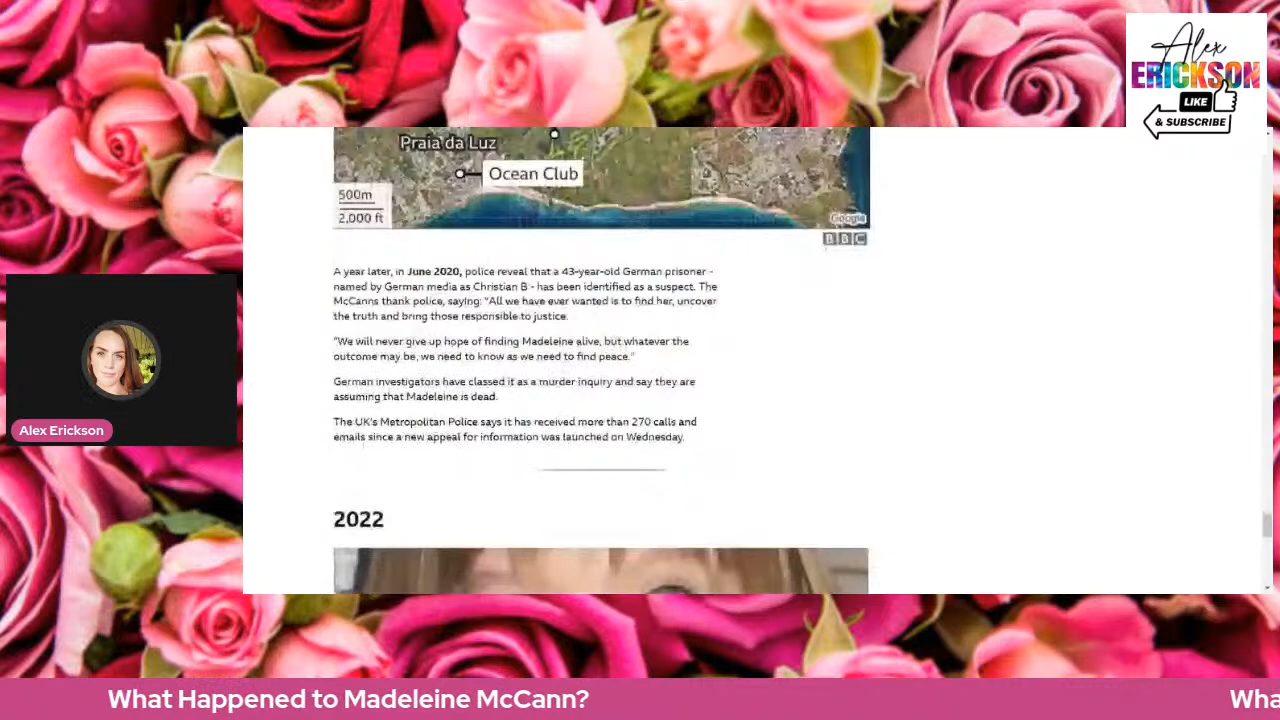 Alex
ERICKSON
LIKE
& SUBSCRIBE
Praia da Luz
Ocean Club
500m
2,000 ft
Google
BBC
A year later, in June 2020, police reveal that a 43-year-old German prisoner -
named by German media as Christian B - has been identified as a suspect. The
McCanns thank police, saying: "All we have ever wanted is to find her, uncover
the truth and bring those responsible to justice.
"We will never give up hope of finding Madeleine alive, but whatever the
outcome may be, we need to know as we need to find peace."
German investigators have classed it as a murder inquiry and say they are
assuming that Madeleine is dead.
The UK's Metropolitan Police says it has received more than 270 calls and
emails since a new appeal for information was launched on Wednesday.
2022
Alex Erickson
What Happened to Madeleine McCann?
Wha